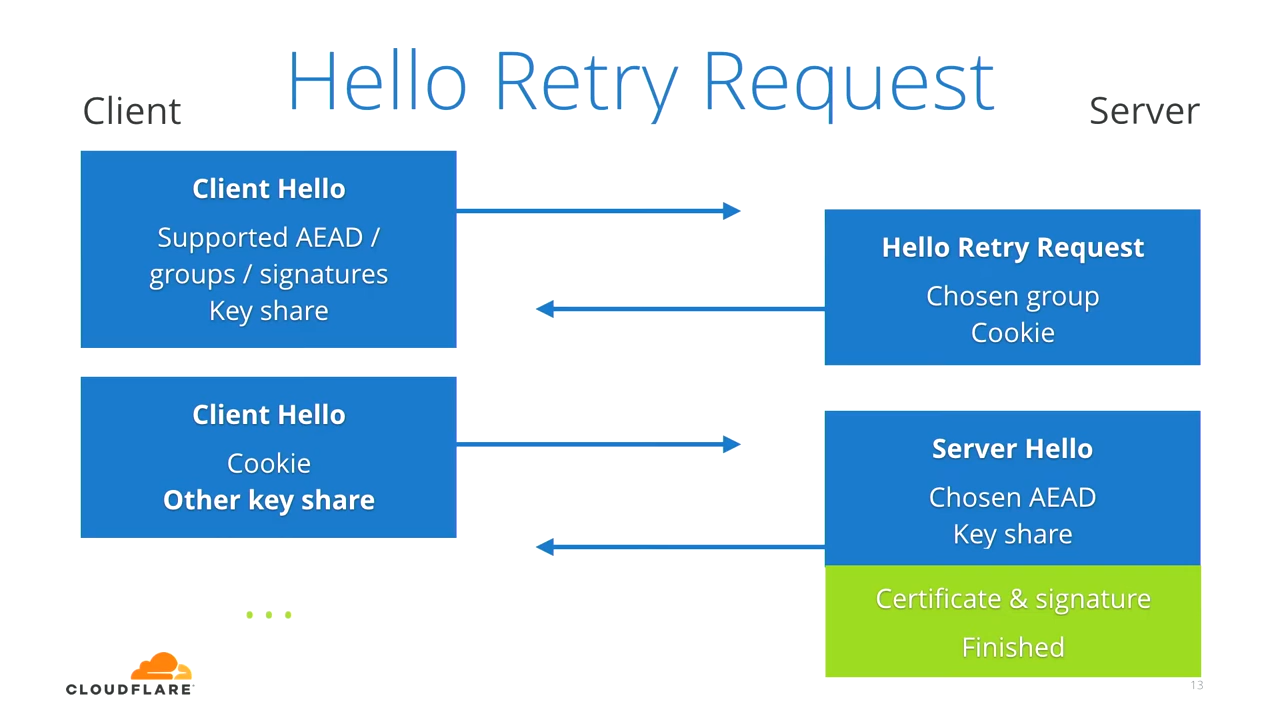 Hello Retry Request
Client
Server
Client Hello
Supported AEAD /
groups / signatures
Key share
Hello Retry Request
Chosen group
Cookie
Client Hello
Cookie
Other key share
Server Hello
Chosen AEAD
Key share
Certificate & signature
Finished
...
CLOUDFLARE
13